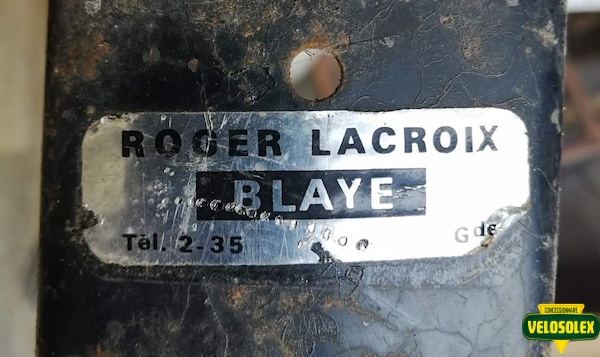 ROGER LACROIX
BLAYE
Tél. 2-35 Gde
CONCESSIONNAIRE
VELOSOLEX